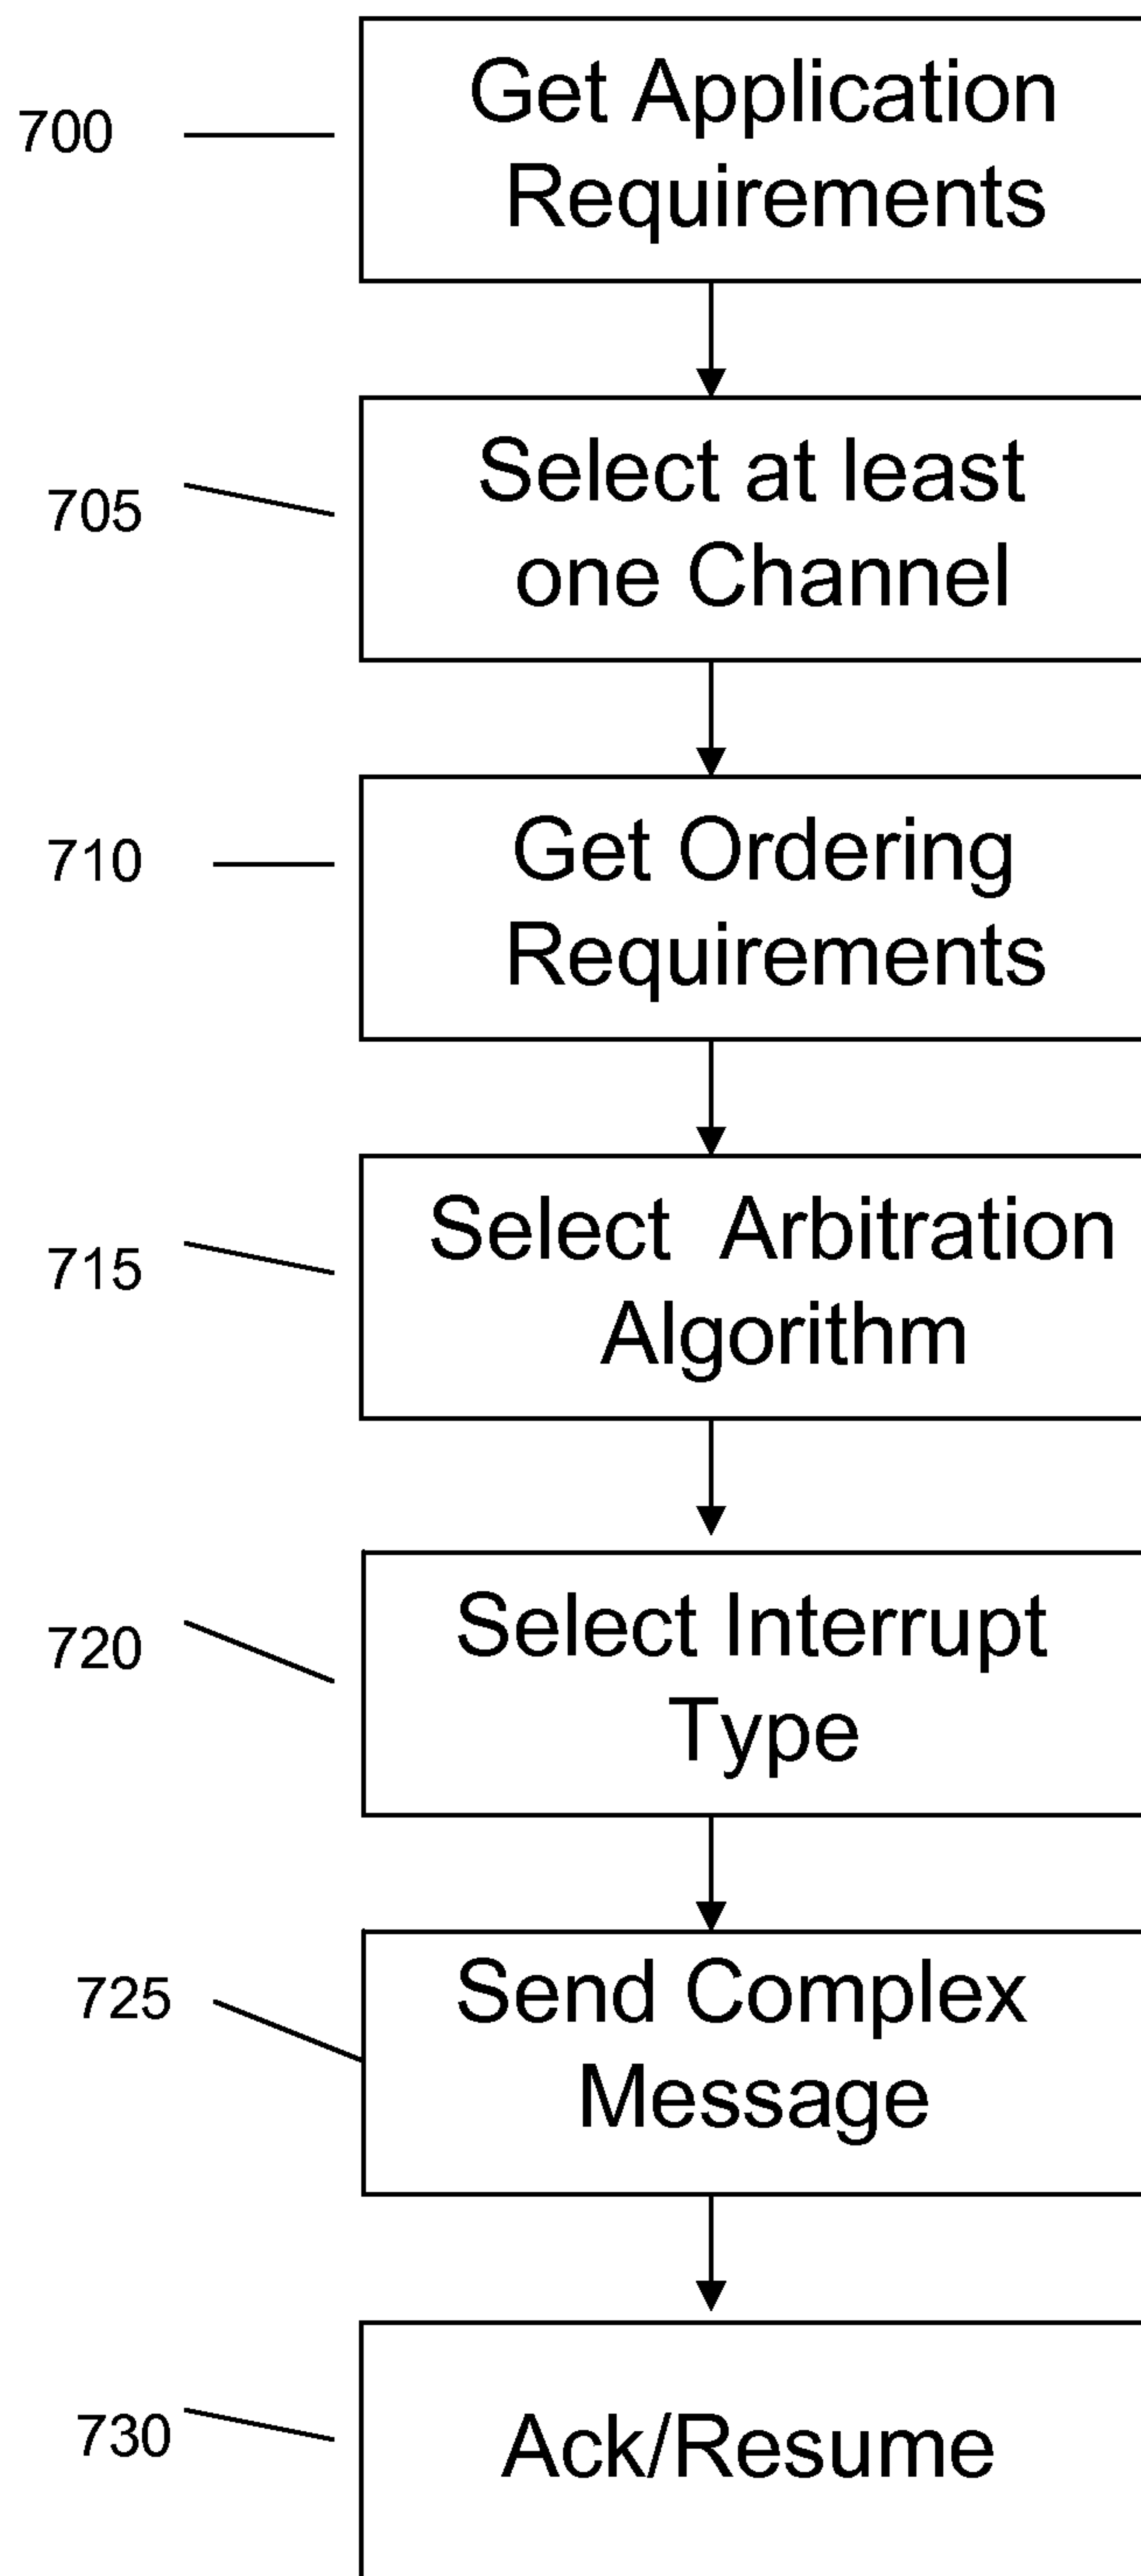 700
Get Application
Requirements
705
Select at least
one Channel
710
Get Ordering
Requirements
715
Select Arbitration
Algorithm
720
Select Interrupt
Type
725
Send Complex
Message
730
Ack/Resume